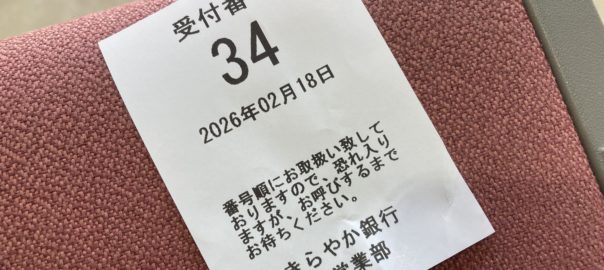 受付番
34
2026年02月18日
番号順にお取扱い致して
おりますので、恐れ入り
ますが、お呼びするまで
お待ちください。
きらやか銀行
営業部